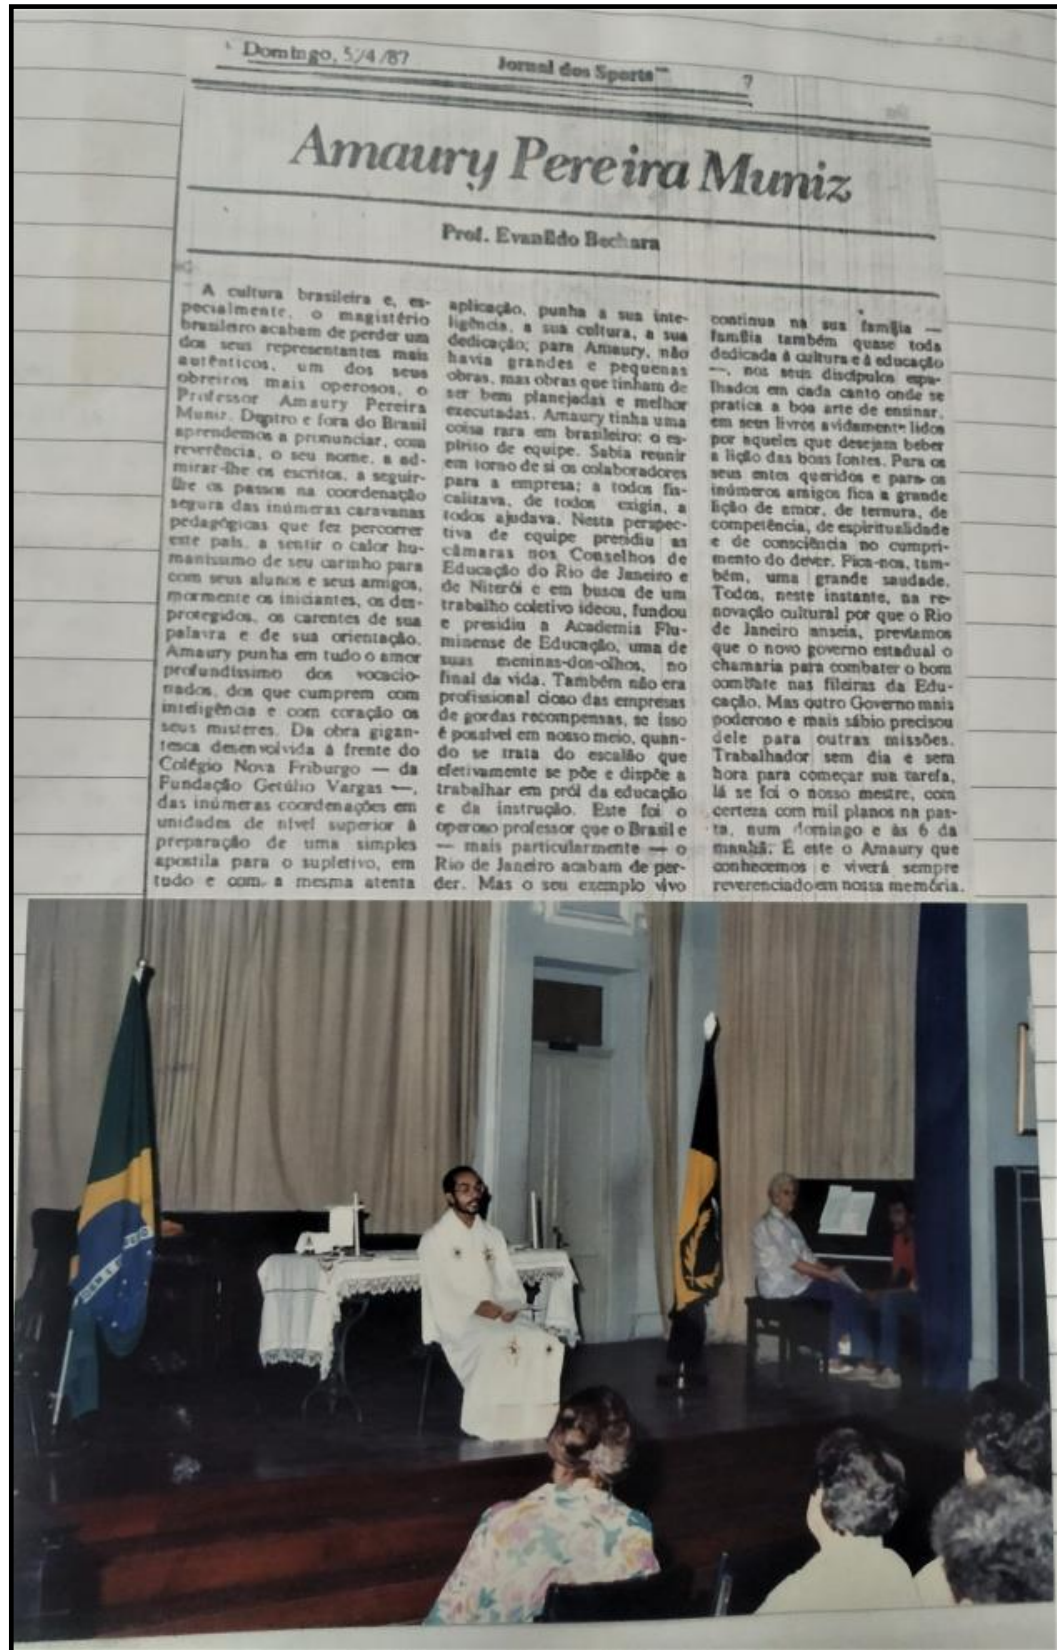 Domingo, 5/4/87
Jornal dos Sports
7
Amaury Pereira Muniz
Prof. Evanildo Bechara
A cultura brasileira e, es-
pecialmente, o magistério
brasileiro acabam de perder um
dos seus representantes mais
autênticos, um dos seus
obreiros mais operosos, o
Professor Amaury Pereira
Muniz. Dentro e fora do Brasil
aprendemos a pronunciar, com
reverência, o seu nome, a ad-
mirar-lhe os escritos, a seguir-
lhe os passos na coordenação
segura das inúmeras caravanas
pedagógicas que fez percorrer
este país, a sentir o calor hu-
maníssimo de seu carinho para
com seus alunos e seus amigos,
mormente os iniciantes, os des-
protegidos, os carentes de sua
palavra e de sua orientação.
Amaury punha em tudo o amor
profundíssimo dos vocacio-
nados, dos que cumprem com
inteligência e com coração os
seus misteres. Da obra gigan-
tesca desenvolvida à frente do
Colégio Nova Friburgo — da
Fundação Getúlio Vargas —,
das inúmeras coordenações em
unidades de nível superior à
preparação de uma simples
apostila para o supletivo, em
tudo e com a mesma atenta
aplicação, punha a sua inte-
ligência, a sua cultura, a sua
dedicação; para Amaury, não
havia grandes e pequenas
obras, mas obras que tinham de
ser bem planejadas e melhor
executadas. Amaury tinha uma
coisa rara em brasileiro: o es-
pírito de equipe. Sabia reunir
em torno de si os colaboradores
para a empresa; a todos fis-
calizava, de todos exigia, a
todos ajudava. Nesta perspec-
tiva de equipe presidiu as
câmaras nos Conselhos de
Educação do Rio de Janeiro e
de Niterói e em busca de um
trabalho coletivo ideou, fundou
e presidiu a Academia Flu-
minense de Educação, uma de
suas meninas-dos-olhos, no
final da vida. Também não era
profissional cioso das empresas
de gordas recompensas, se isso
é possível em nosso meio, quan-
do se trata do escalão que
efetivamente se põe e dispõe a
trabalhar em pról da educação
e da instrução. Este foi o
operoso professor que o Brasil e
— mais particularmente — o
Rio de Janeiro acabam de per-
der. Mas o seu exemplo vivo
continua na sua família —
família também quase toda
dedicada à cultura e à educação
—, nos seus discípulos espa-
lhados em cada canto onde se
pratica a boa arte de ensinar,
em seus livros avidamente lidos
por aqueles que desejam beber
a lição das boas fontes. Para os
seus entes queridos e para os
inúmeros amigos fica a grande
lição de amor, de ternura, de
competência, de espiritualidade
e de consciência no cumpri-
mento do dever. Fica-nos, tam-
bém, uma grande saudade.
Todos, neste instante, na re-
novação cultural por que o Rio
de Janeiro anseia, prevíamos
que o novo governo estadual o
chamaria para combater o bom
combate nas fileiras da Edu-
cação. Mas outro Governo mais
poderoso e mais sábio precisou
dele para outras missões.
Trabalhador sem dia e sem
hora para começar sua tarefa,
lá se foi o nosso mestre, com
certeza com mil planos na pas-
ta, num domingo e às 6 da
manhã. É este o Amaury que
conhecemos e viverá sempre
reverenciado em nossa memória.